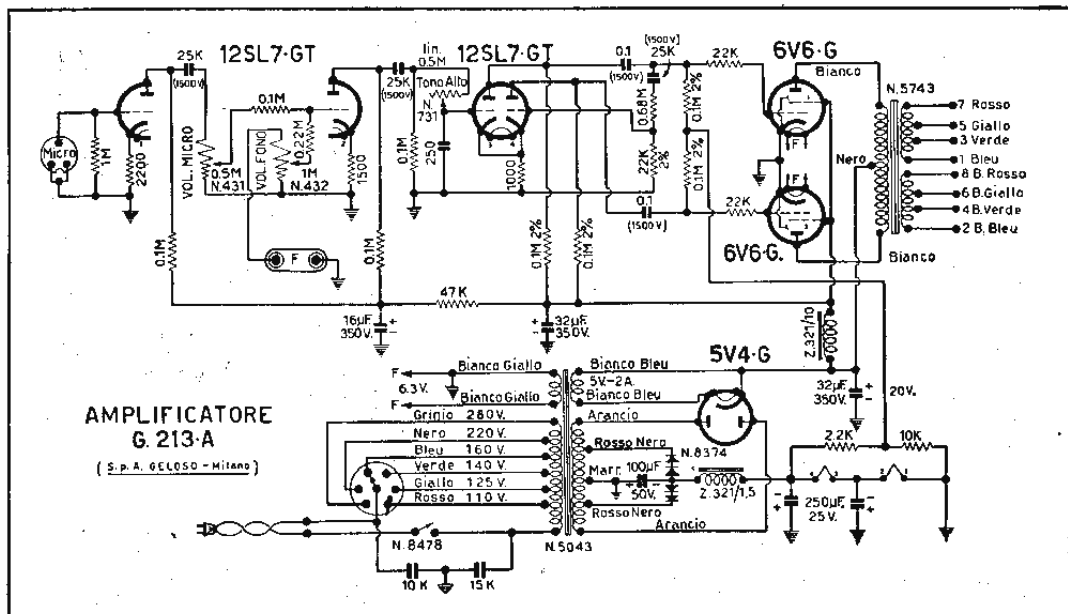 25K
(1500V)
12SL7·GT
lin.
0.5M
25K
(1500V)
Tono Alto
N.
731
12SL7·GT
0.1
(1500V)
(1500V)
25K
22K
6V6·G
Bianco
N.5743
7 Rosso
5 Giallo
3 Verde
1 Bleu
8 B.Rosso
6 B.Giallo
4 B.Verde
2 B, Bleu
Nero
Bianco
Micro
1M
2200
VOL.MICRO
0.5M
N.431
0.1M
VOL.FONO
0.22M
1M
N.432
1500
0.1M
250
1000
0.68M
22K
2%
0.1M 2%
0.1M 2%
0.1
(1500V)
22K
F
F
6V6·G.
0.1M
F
0.1M
0.1M 2%
0.1M 2%
47K
16µF
350V.
32µF
350V.
Z.321/10
32µF
350V.
20V.
Bianco Giallo
F
6.3V.
F
Bianco Giallo
Bianco Bleu
5V-2A.
Bianco Bleu
5V4·G
AMPLIFICATORE
G. 213·A
(S.p.A. GELOSO - Milano)
Grinio 280V.
Nero 220V.
Bleu 160V.
Verde 140V.
Giallo 125V.
Rosso 110V.
Arancio
Rosso Nero
N.8374
Marr.
100µF
50V.
Rosso Nero
Arancio
Z.321/1,5
2.2K
10K
250µF
25V.
N.8478
N.5043
10K
15K